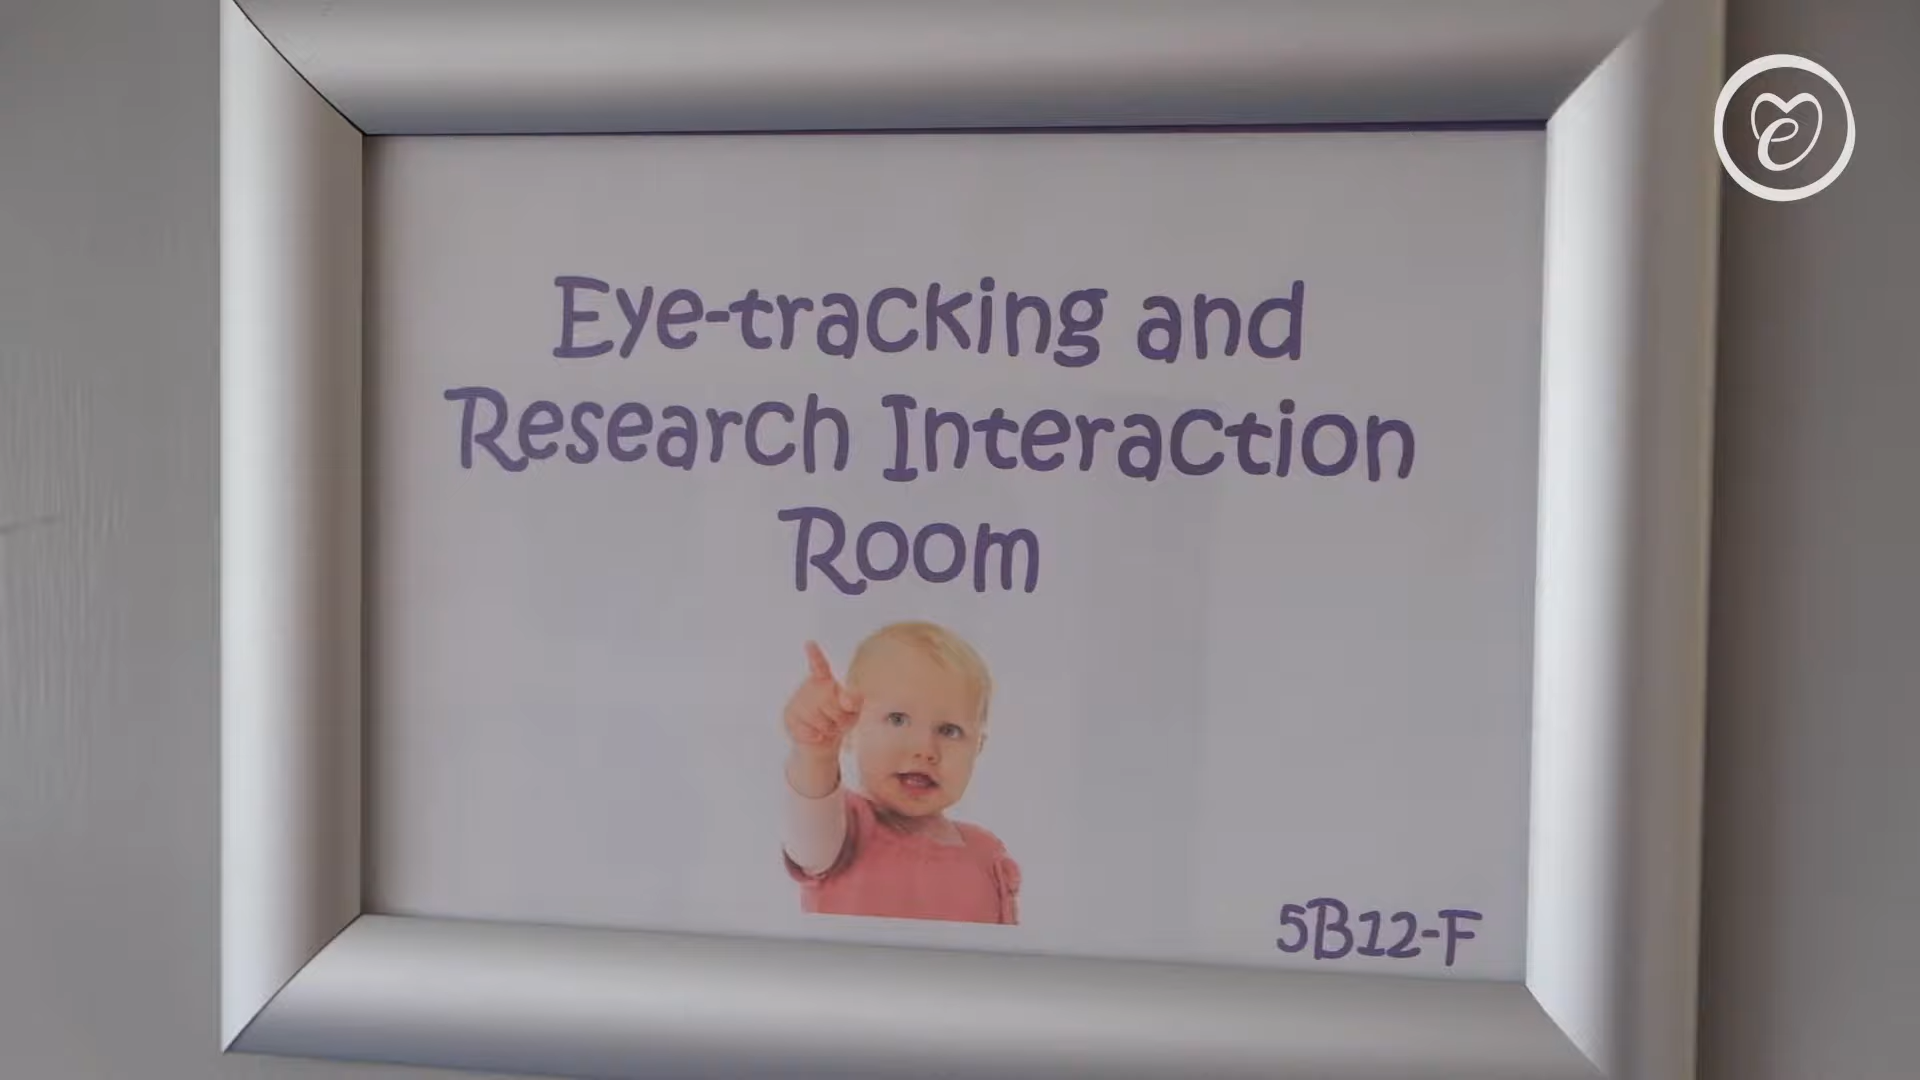 Eye-tracking and
Research Interaction
Room
5B12-F